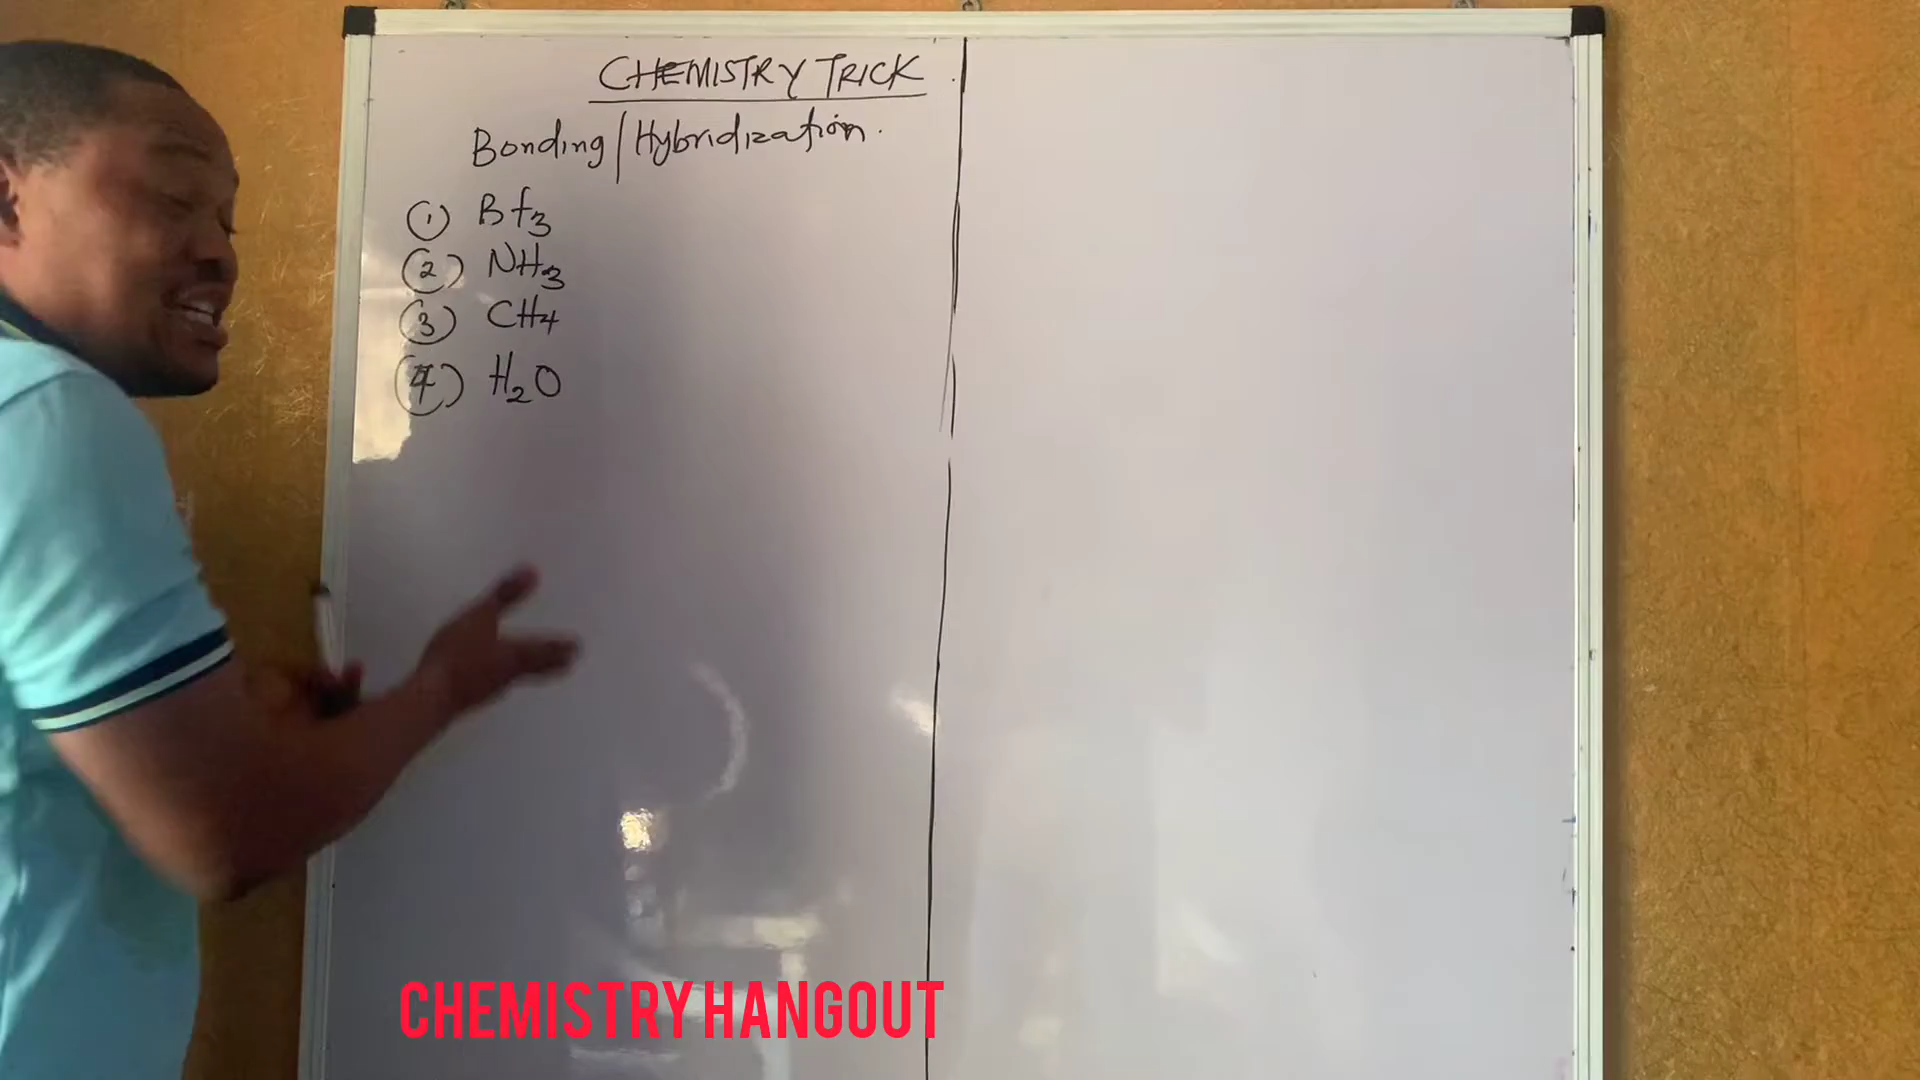 CHEMISTRY TRICK
Bonding | Hybridization.
① Bf₃
② NH₃
③ CH₄
④ H₂O
CHEMISTRY HANGOUT